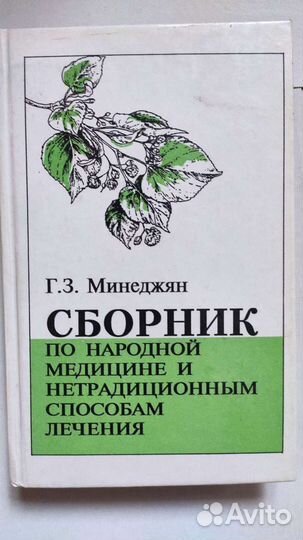 Г.З. Минеджян
СБОРНИК
ПО НАРОДНОЙ
МЕДИЦИНЕ И
НЕТРАДИЦИОННЫМ
СПОСОБАМ
ЛЕЧЕНИЯ
Avito